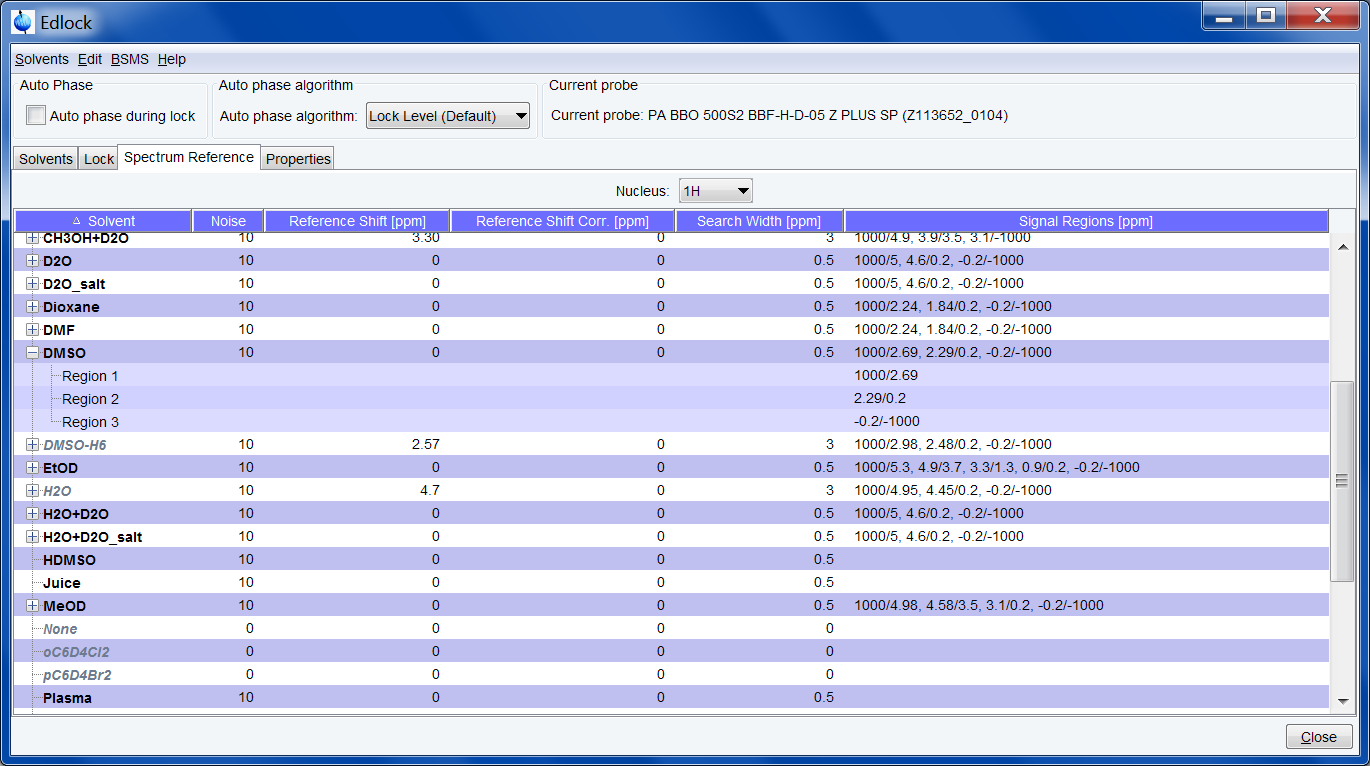 Edlock
Solvents Edit BSMS Help
Auto Phase Auto phase algorithm Current probe
Auto phase during lock Auto phase algorithm: Lock Level (Default) Current probe: PA BBO 500S2 BBF-H-D-05 Z PLUS SP (Z113652_0104)
Solvents Lock Spectrum Reference Properties
Nucleus: 1H
Solvent Noise Reference Shift [ppm] Reference Shift Corr. [ppm] Search Width [ppm] Signal Regions [ppm]
CH3OH+D2O 10 3.30 0 3 1000/4.9, 3.9/3.5, 3.1/-1000
D2O 10 0 0 0.5 1000/5, 4.6/0.2, -0.2/-1000
D2O_salt 10 0 0 0.5 1000/5, 4.6/0.2, -0.2/-1000
Dioxane 10 0 0 0.5 1000/2.24, 1.84/0.2, -0.2/-1000
DMF 10 0 0 0.5 1000/2.24, 1.84/0.2, -0.2/-1000
DMSO 10 0 0 0.5 1000/2.69, 2.29/0.2, -0.2/-1000
Region 1 1000/2.69
Region 2 2.29/0.2
Region 3 -0.2/-1000
DMSO-H6 10 2.57 0 3 1000/2.98, 2.48/0.2, -0.2/-1000
EtOD 10 0 0 0.5 1000/5.3, 4.9/3.7, 3.3/1.3, 0.9/0.2, -0.2/-1000
H2O 10 4.7 0 3 1000/4.95, 4.45/0.2, -0.2/-1000
H2O+D2O 10 0 0 0.5 1000/5, 4.6/0.2, -0.2/-1000
H2O+D2O_salt 10 0 0 0.5 1000/5, 4.6/0.2, -0.2/-1000
HDMSO 10 0 0 0.5
Juice 10 0 0 0.5
MeOD 10 0 0 0.5 1000/4.98, 4.58/3.5, 3.1/0.2, -0.2/-1000
None 0 0 0 0
oC6D4Cl2 0 0 0 0
pC6D4Br2 0 0 0 0
Plasma 10 0 0 0.5
Close